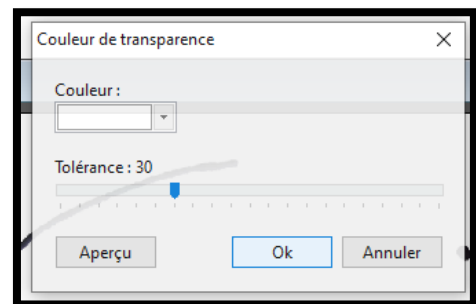 Couleur de transparence
Couleur :
Tolérance : 30
Aperçu
Ok
Annuler